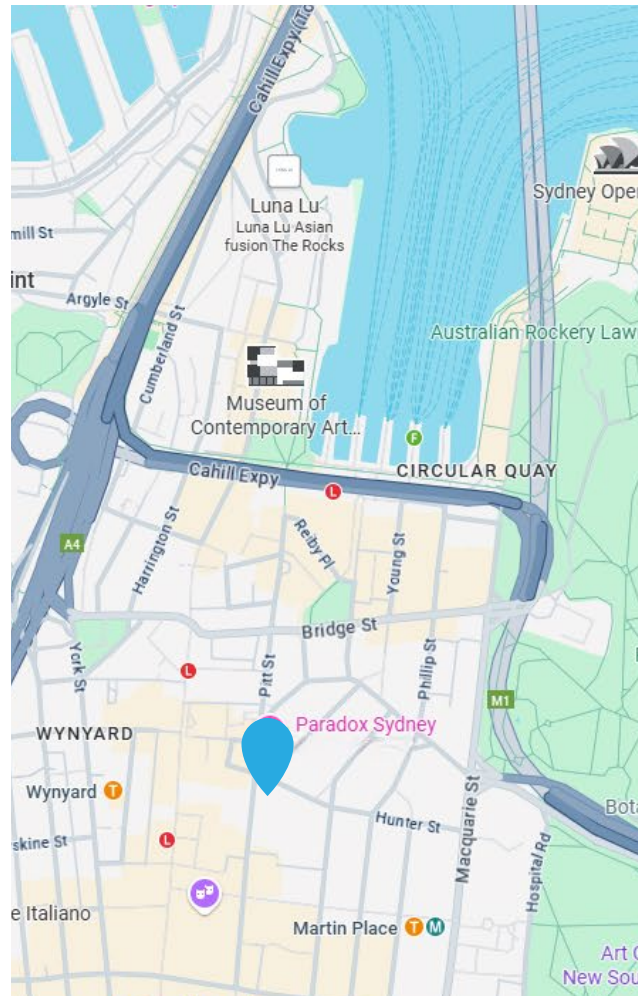 Cahill Expy (To
Luna Lu
Luna Lu Asian
fusion The Rocks
Sydney Oper
mill St
int
Argyle St
Cumberland St
Australian Rockery Law
Museum of
Contemporary Art...
F
CIRCULAR QUAY
Cahill Expy
L
A4
Harrington St
Reiby Pl
Young St
Bridge St
York St
L
Pitt St
Phillip St
M1
Paradox Sydney
WYNYARD
Wynyard T
Bota
Hunter St
Macquarie St
Hospital Rd
skine St
L
e Italiano
Martin Place T M
Art G
New Sou